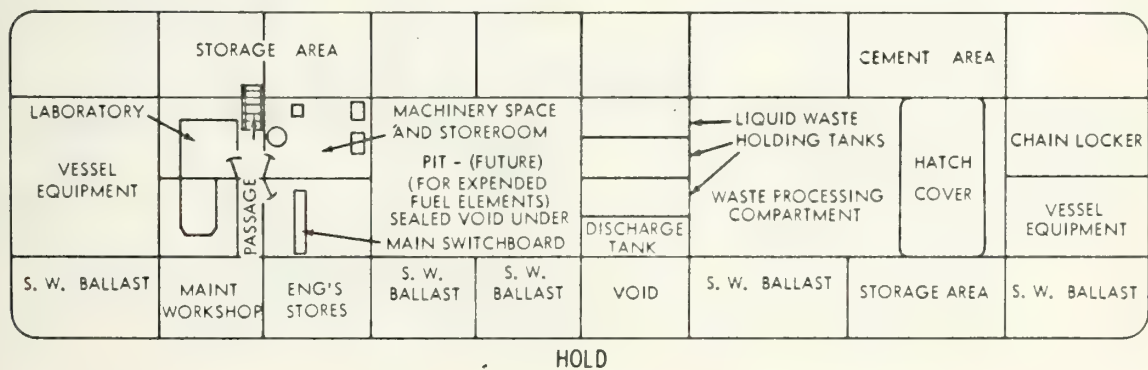 STORAGE AREA
CEMENT AREA
LABORATORY
MACHINERY SPACE
AND STOREROOM
LIQUID WASTE
HOLDING TANKS
CHAIN LOCKER
VESSEL
EQUIPMENT
PASSAGE
PIT - (FUTURE)
(FOR EXPENDED
FUEL ELEMENTS)
SEALED VOID UNDER
MAIN SWITCHBOARD
DISCHARGE
TANK
WASTE PROCESSING
COMPARTMENT
HATCH
COVER
VESSEL
EQUIPMENT
S. W. BALLAST
MAINT
WORKSHOP
ENG'S
STORES
S. W.
BALLAST
S. W.
BALLAST
VOID
S. W. BALLAST
STORAGE AREA
S. W. BALLAST
HOLD